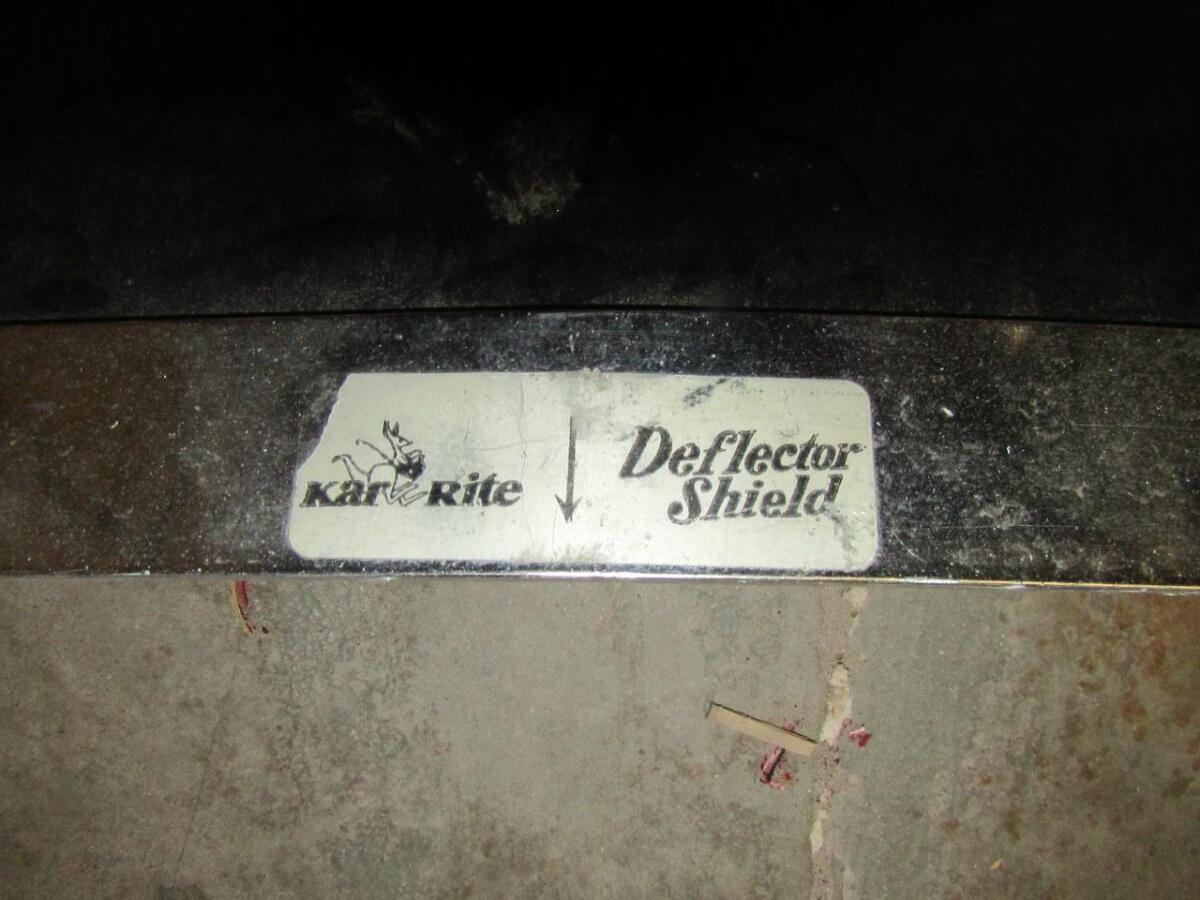 Kar Rite
Deflector
Shield